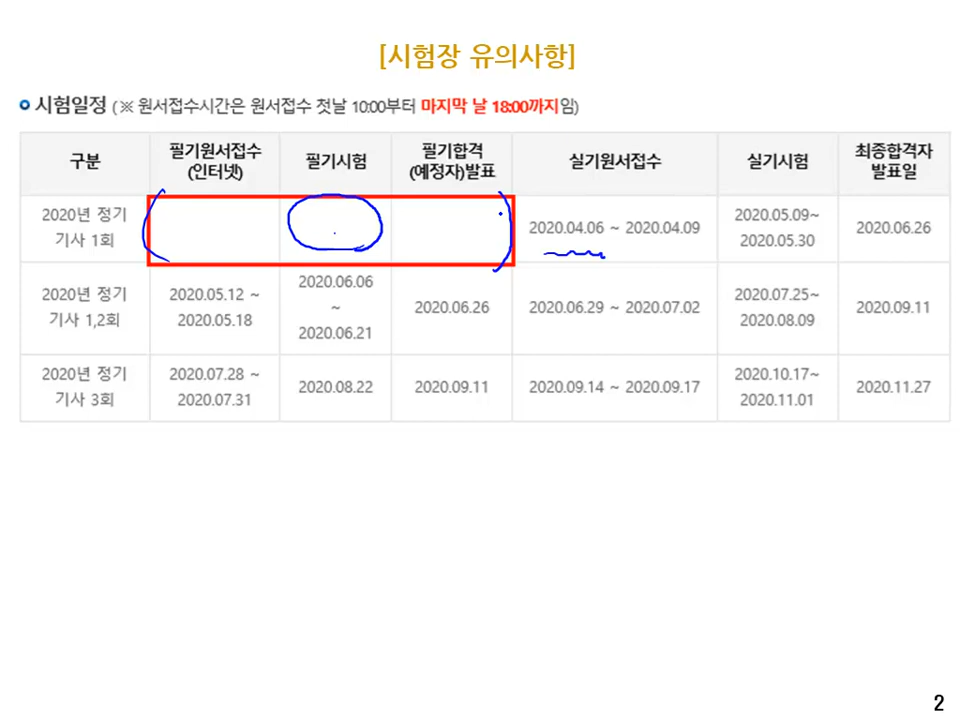 [시험장 유의사항]
시험일정 (※ 원서접수시간은 원서접수 첫날 10:00부터 마지막 날 18:00까지임)
구분 필기원서접수 (인터넷) 필기시험 필기합격 (예정자)발표 실기원서접수 실기시험 최종합격자 발표일
2020년 정기 기사 1회 2020.04.06 ~ 2020.04.09 2020.05.09~ 2020.05.30 2020.06.26
2020년 정기 기사 1,2회 2020.05.12 ~ 2020.05.18 2020.06.06 ~ 2020.06.21 2020.06.26 2020.06.29 ~ 2020.07.02 2020.07.25~ 2020.08.09 2020.09.11
2020년 정기 기사 3회 2020.07.28 ~ 2020.07.31 2020.08.22 2020.09.11 2020.09.14 ~ 2020.09.17 2020.10.17~ 2020.11.01 2020.11.27
2